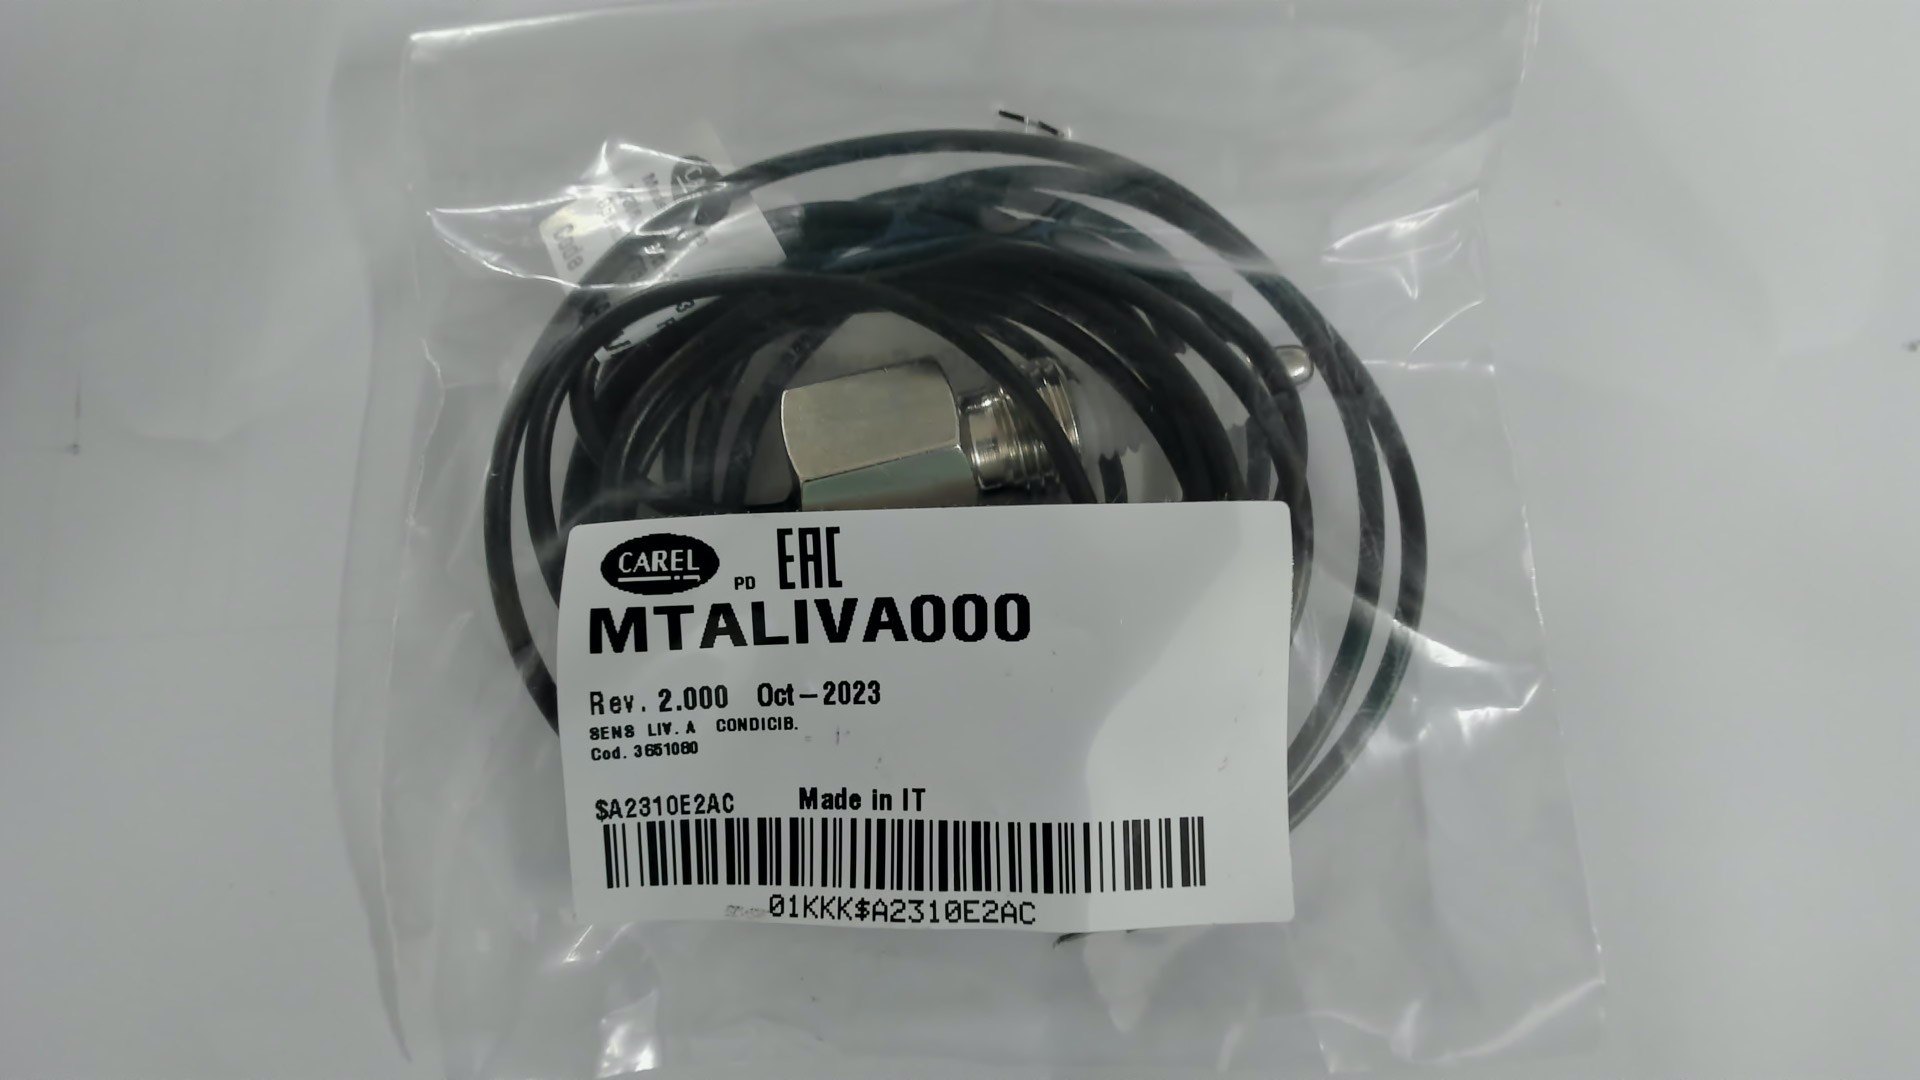 Code
CAREL PD EAC
MTALIVA000
Rev. 2.000 Oct-2023
SENS LIV. A CONDICIB.
Cod. 3651080
$A2310E2AC Made in IT
01KKK$A2310E2AC